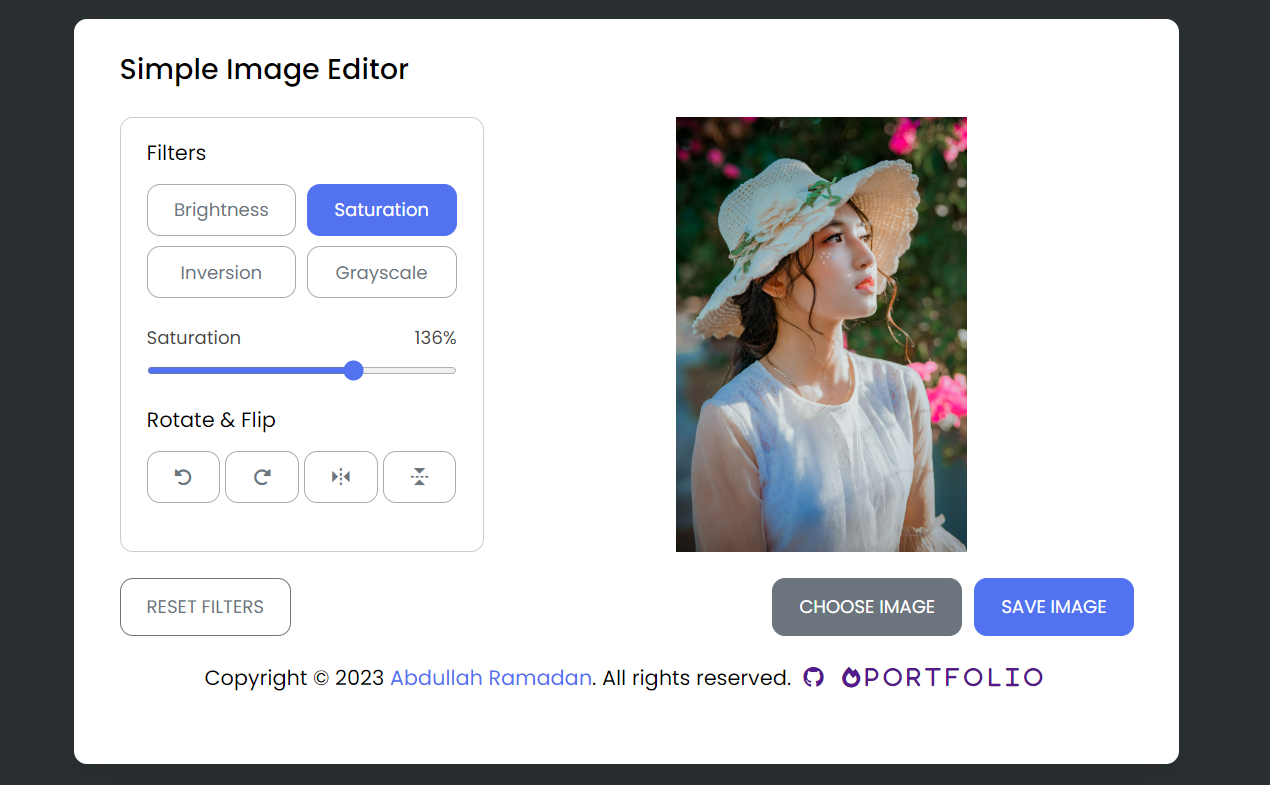 Simple Image Editor
Filters
Brightness Saturation
Inversion Grayscale
Saturation 136%
Rotate & Flip
RESET FILTERS CHOOSE IMAGE SAVE IMAGE
Copyright © 2023 Abdullah Ramadan. All rights reserved. PORTFOLIO